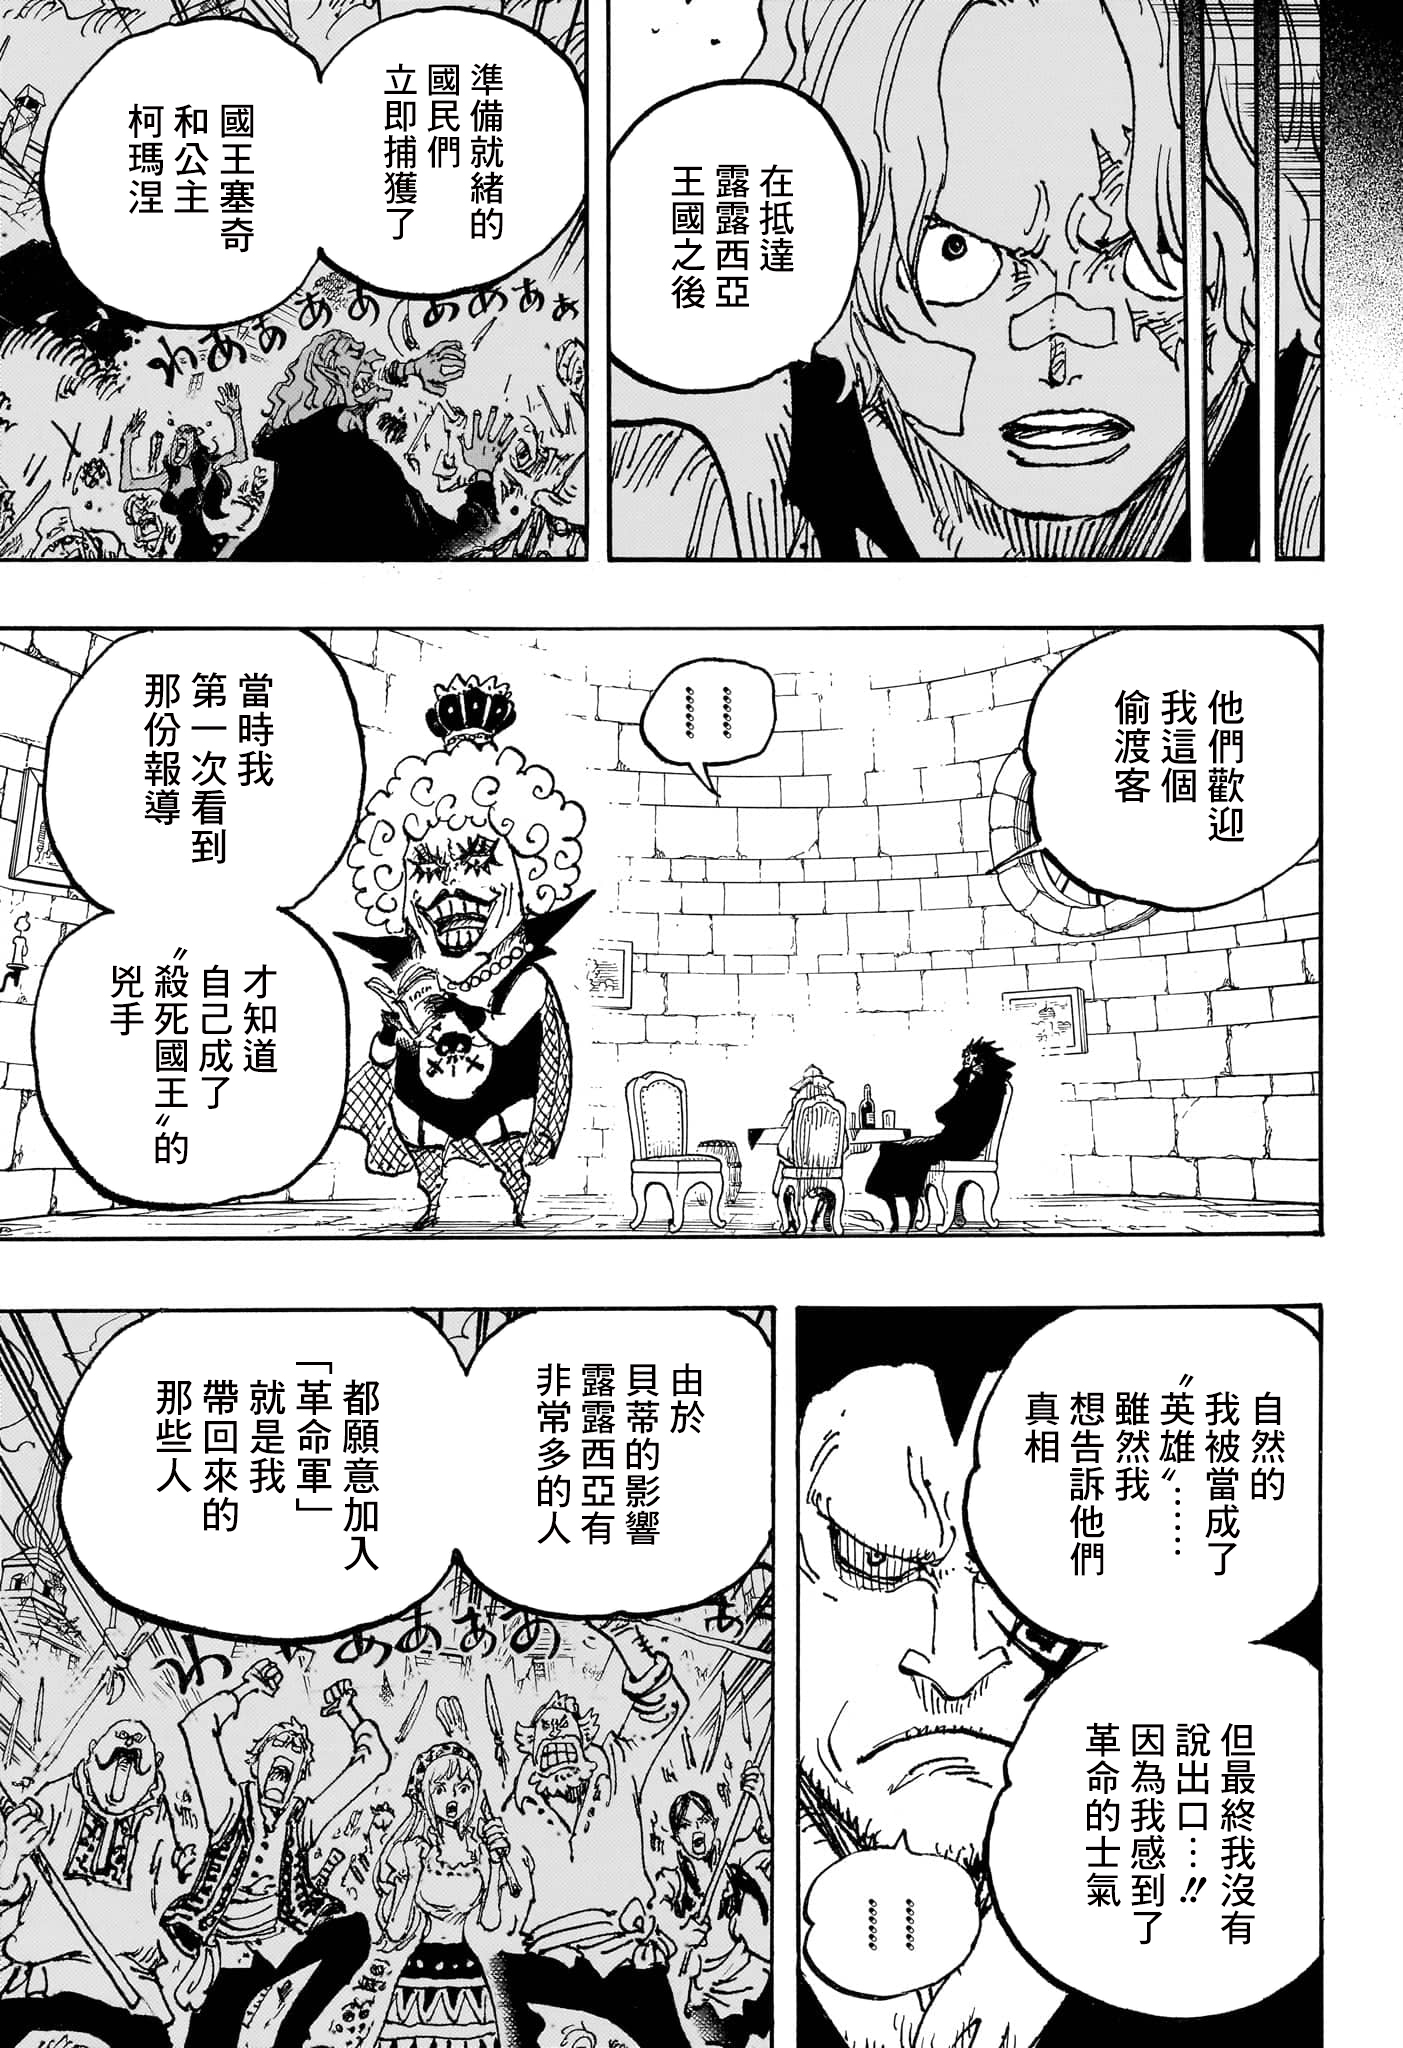 在抵達
露露西亞
王國之後
準備就緒的
國民們
立即捕獲了
國王塞奇
和公主
柯瑪涅
わあぁあぁあぁぁぁ
他們歡迎
我這個
偷渡客
⋯⋯
⋯⋯
當時我
第一次看到
那份報導
才知道
自己成了
〝殺死國王〞的
兇手
自然的
我被當成了
〝英雄〞⋯⋯
雖然我
想告訴他們
真相
但最終我沒有
說出口⋯!!
因為我感到了
革命的士氣
⋯⋯
⋯⋯
由於
貝蒂的影響
露露西亞有
非常多的人
都願意加入
「革命軍」
就是我
帶回來的
那些人
わああああああ